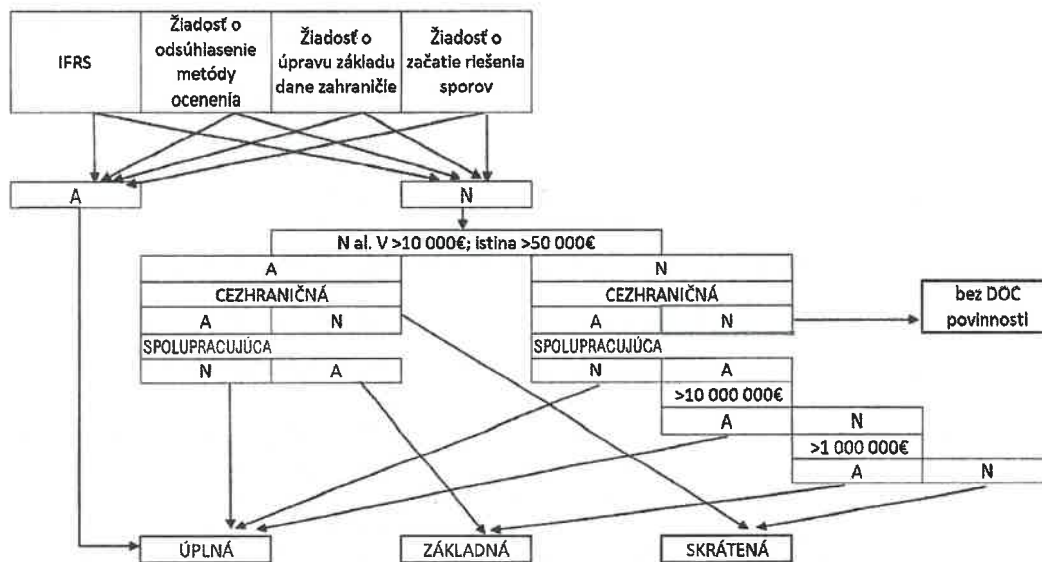 IFRS
Žiadosť o
odsúhlasenie
metódy
ocenenia
Žiadosť o
úpravu základu
dane zahraničie
Žiadosť o
začatie riešenia
sporov
A
N
N al. V >10 000€; istina >50 000€
A
N
CEZHRANIČNÁ
CEZHRANIČNÁ
bez DOC
povinnosti
A
N
A
N
SPOLUPRACUJÚCA
SPOLUPRACUJÚCA
N
A
N
A
>10 000 000€
A
N
>1 000 000€
A
N
ÚPLNÁ
ZÁKLADNÁ
SKRÁTENÁ